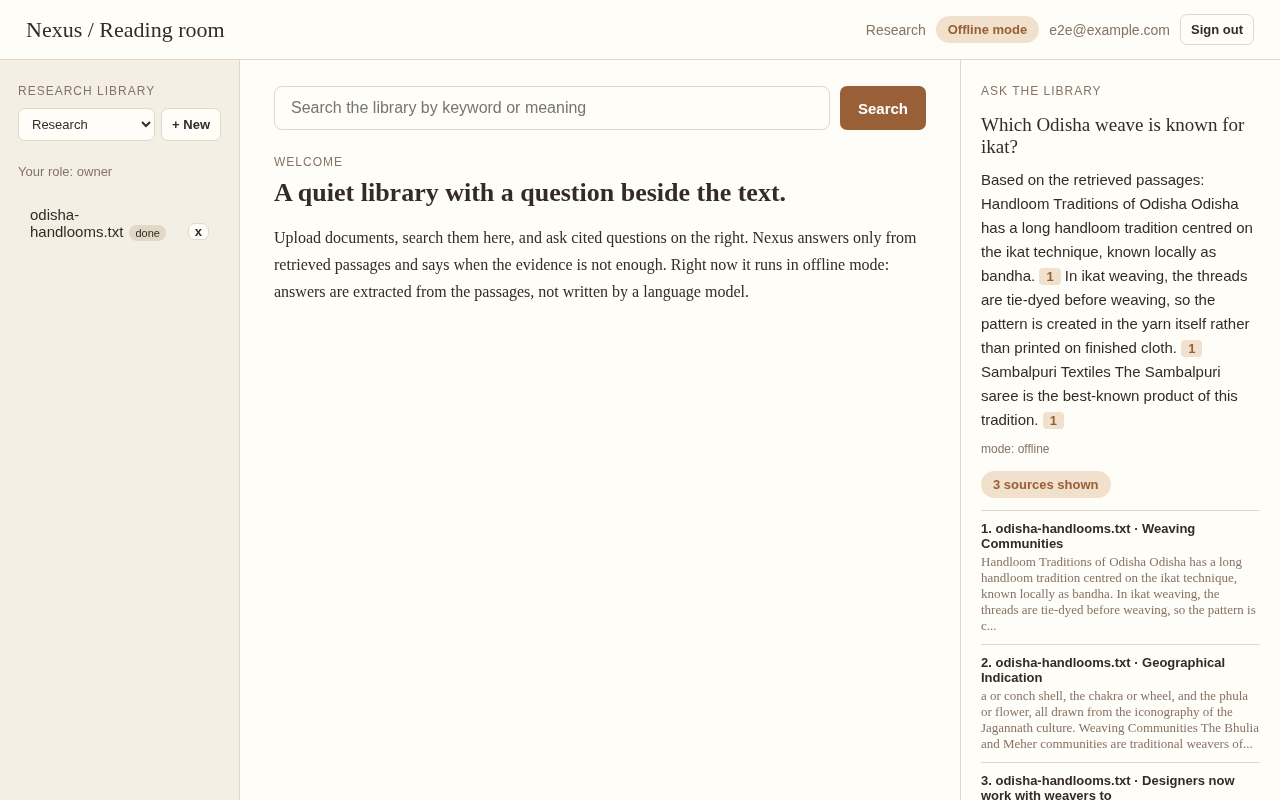 Nexus / Reading room
Research
Offline mode
e2e@example.com
Sign out
RESEARCH LIBRARY
Research
+ New
Your role: owner
odisha-
handlooms.txt done
x
Search the library by keyword or meaning
Search
WELCOME
A quiet library with a question beside the text.
Upload documents, search them here, and ask cited questions on the right. Nexus answers only from
retrieved passages and says when the evidence is not enough. Right now it runs in offline mode:
answers are extracted from the passages, not written by a language model.
ASK THE LIBRARY
Which Odisha weave is known for
ikat?
Based on the retrieved passages:
Handloom Traditions of Odisha Odisha
has a long handloom tradition centred on
the ikat technique, known locally as
bandha. 1 In ikat weaving, the threads
are tie-dyed before weaving, so the
pattern is created in the yarn itself rather
than printed on finished cloth. 1
Sambalpuri Textiles The Sambalpuri
saree is the best-known product of this
tradition. 1
mode: offline
3 sources shown
1. odisha-handlooms.txt · Weaving
Communities
Handloom Traditions of Odisha Odisha has a long
handloom tradition centred on the ikat technique,
known locally as bandha. In ikat weaving, the
threads are tie-dyed before weaving, so the pattern is
c...
2. odisha-handlooms.txt · Geographical
Indication
a or conch shell, the chakra or wheel, and the phula
or flower, all drawn from the iconography of the
Jagannath culture. Weaving Communities The Bhulia
and Meher communities are traditional weavers of...
3. odisha-handlooms.txt · Designers now
work with weavers to